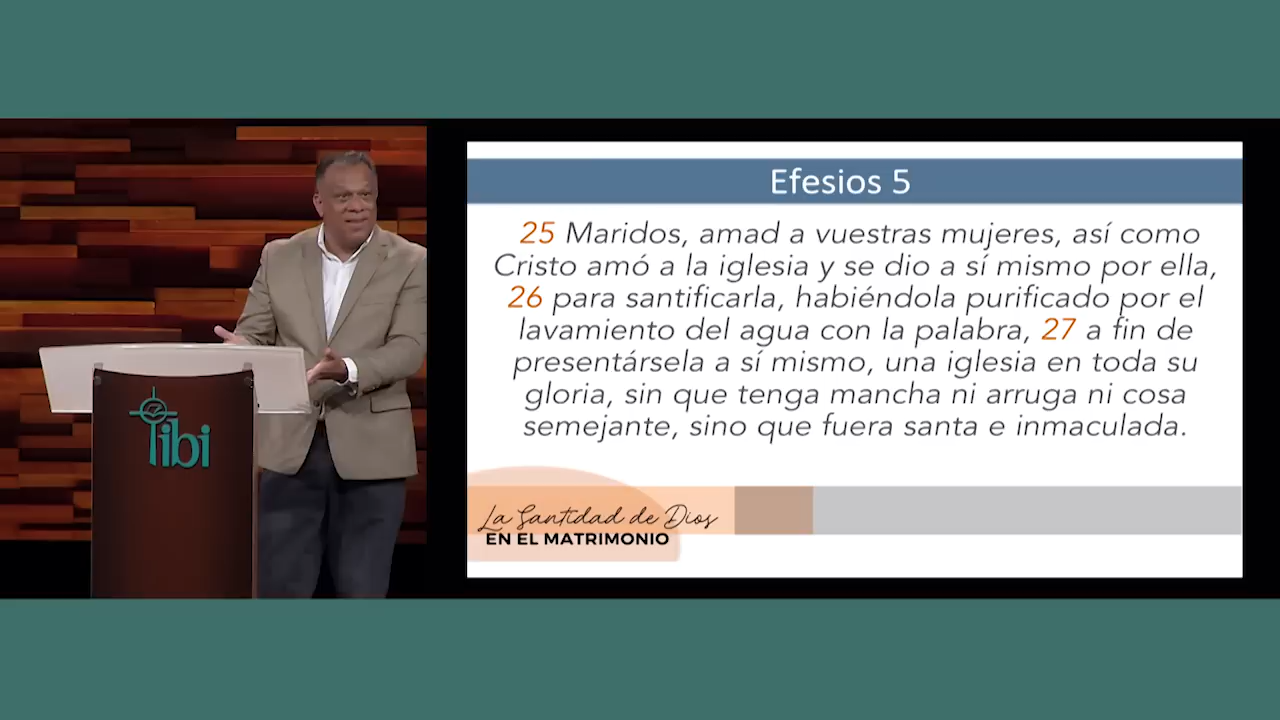 Efesios 5
25 Maridos, amad a vuestras mujeres, así como
Cristo amó a la iglesia y se dio a sí mismo por ella,
26 para santificarla, habiéndola purificado por el
lavamiento del agua con la palabra, 27 a fin de
presentársela a sí mismo, una iglesia en toda su
gloria, sin que tenga mancha ni arruga ni cosa
semejante, sino que fuera santa e inmaculada.
La Santidad de Dios
EN EL MATRIMONIO
ibi